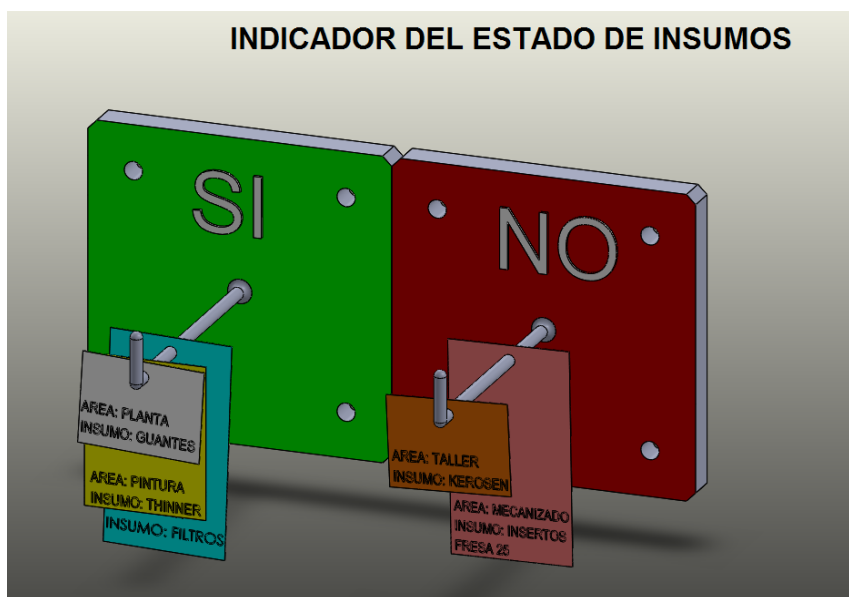 INDICADOR DEL ESTADO DE INSUMOS
SI
NO
AREA: PLANTA
INSUMO: GUANTES
AREA: PINTURA
INSUMO: THINNER
INSUMO: FILTROS
AREA: TALLER
INSUMO: KEROSEN
AREA: MECANIZADO
INSUMO: INSERTOS
FRESA 25